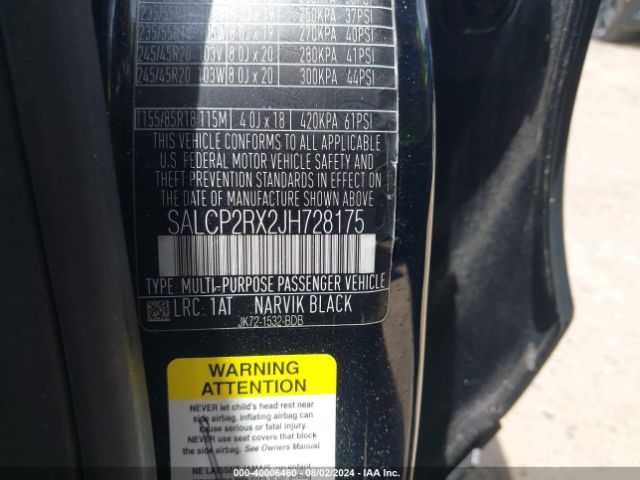 235/55R19 250KPA 37PSI
235/55R19 270KPA 40PSI
245/45R20 103V 8.0J x 20 280KPA 41PSI
245/45R20 103W 8.0J x 20 300KPA 44PSI
T155/85R18 115M 4.0J x 18 420KPA 61PSI
THIS VEHICLE CONFORMS TO ALL APPLICABLE
U.S. FEDERAL MOTOR VEHICLE SAFETY AND
THEFT PREVENTION STANDARDS IN EFFECT ON
THE DATE OF MANUFACTURE SHOWN ABOVE.
SALCP2RX2JH728175
TYPE: MULTI-PURPOSE PASSENGER VEHICLE
LRC: 1AT NARVIK BLACK
JK72-1532-BDB
WARNING
ATTENTION
NEVER let child's head rest near
side airbag. inflating airbag can
cause serious or fatal injury.
NEVER use seat covers that block
the side airbag. See Owners Manual
00-40006460 - 08/02/2024 - IAA Inc.